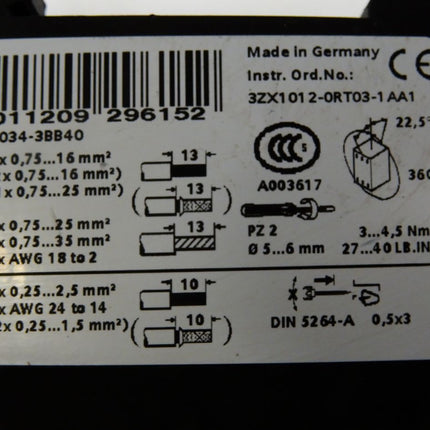 Made in Germany
Instr. Ord.No.:
3ZX1012-0RT03-1AA1
011209 296152
034-3BB40
CE
x 0,75...16 mm²
2x 0,75...16 mm²)
1x 0,75...25 mm²)
13
13
CCC S
A003617
22,5°
360
x 0,75...25 mm²
x 0,75...35 mm²
x AWG 18 to 2
13
PZ 2
Ø 5...6 mm
3...4,5 Nm
27...40 LB.IN
x 0,25...2,5 mm²
x AWG 24 to 14
2x 0,25...1,5 mm²)
10
10
DIN 5264-A 0,5x3